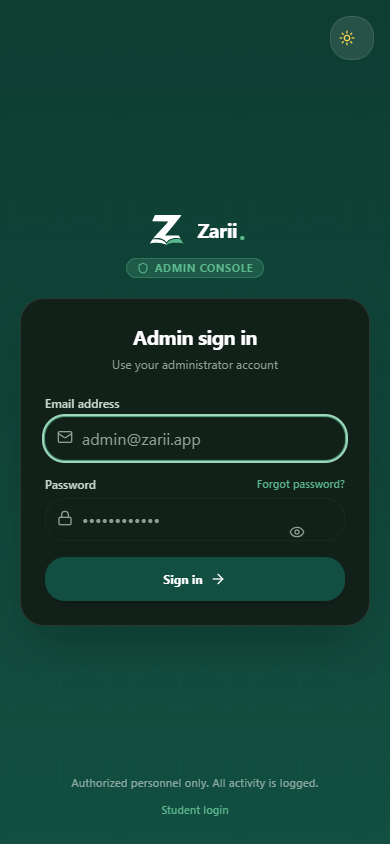 Zarii.
ADMIN CONSOLE
Admin sign in
Use your administrator account
Email address
admin@zarii.app
Password
Forgot password?
••••••••••••
Sign in →
Authorized personnel only. All activity is logged.
Student login